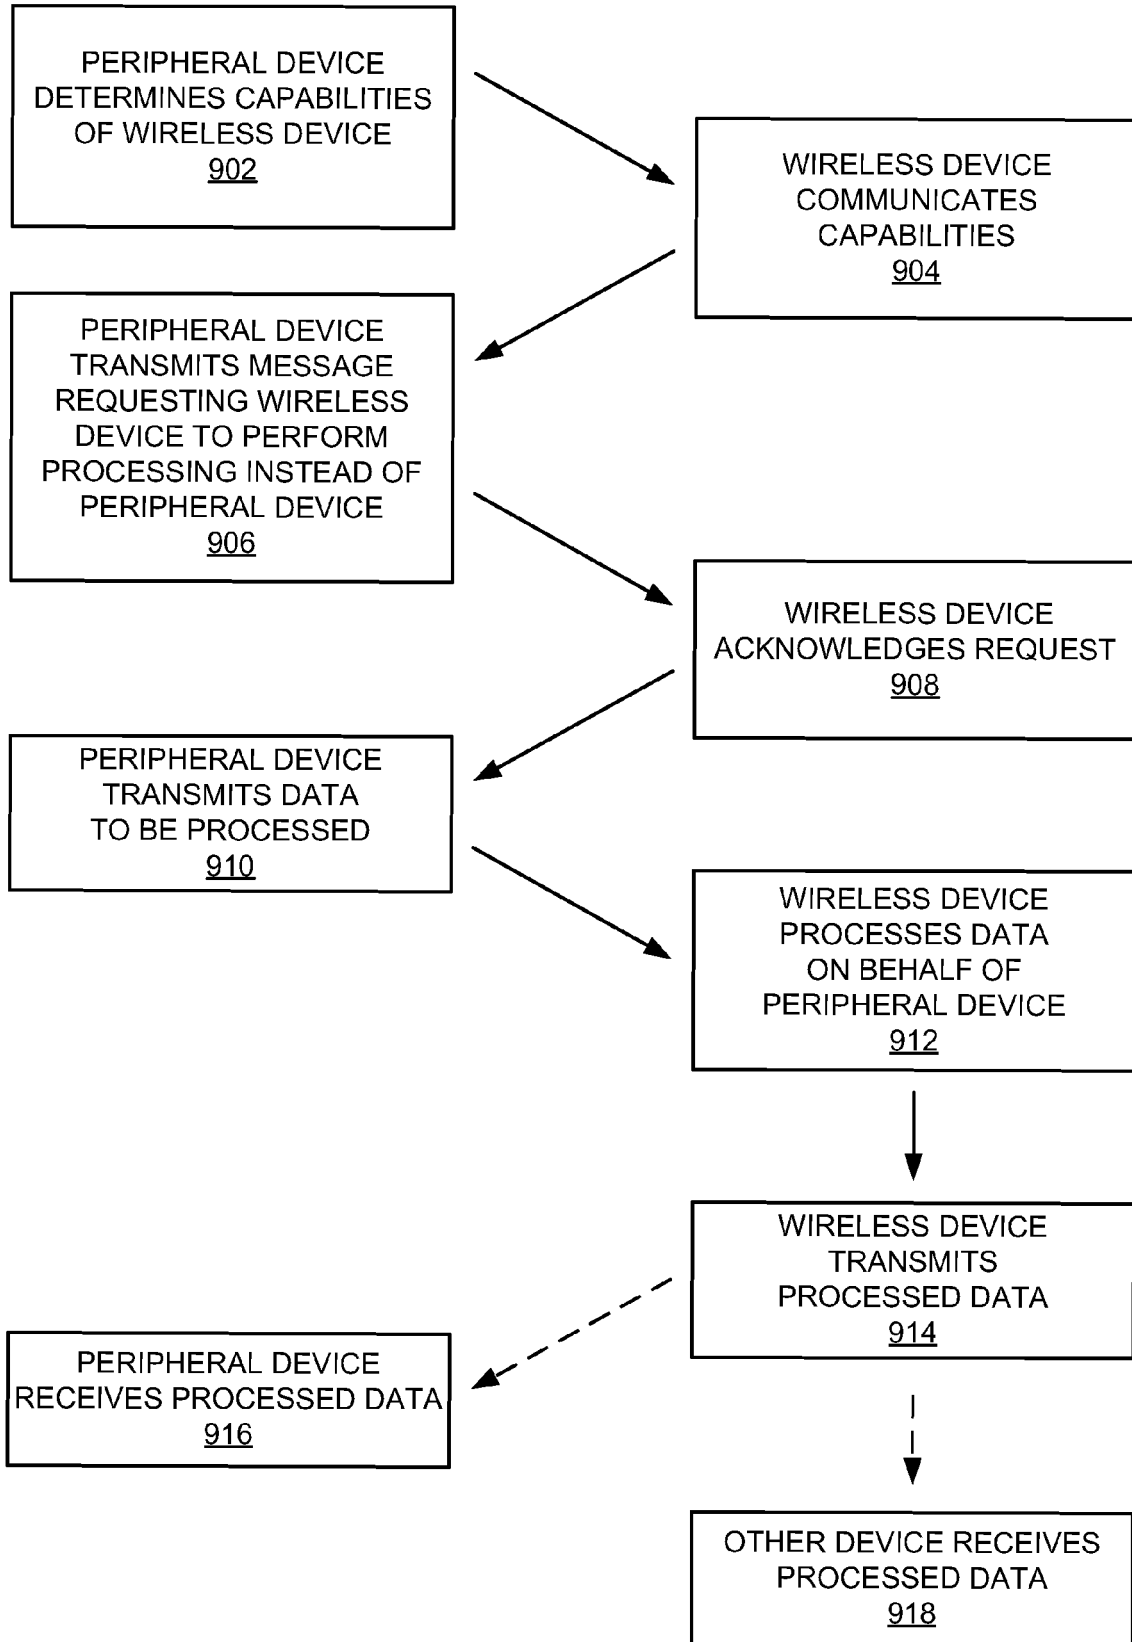 PERIPHERAL DEVICE
DETERMINES CAPABILITIES
OF WIRELESS DEVICE
902
WIRELESS DEVICE
COMMUNICATES
CAPABILITIES
904
PERIPHERAL DEVICE
TRANSMITS MESSAGE
REQUESTING WIRELESS
DEVICE TO PERFORM
PROCESSING INSTEAD OF
PERIPHERAL DEVICE
906
WIRELESS DEVICE
ACKNOWLEDGES REQUEST
908
PERIPHERAL DEVICE
TRANSMITS DATA
TO BE PROCESSED
910
WIRELESS DEVICE
PROCESSES DATA
ON BEHALF OF
PERIPHERAL DEVICE
912
WIRELESS DEVICE
TRANSMITS
PROCESSED DATA
914
PERIPHERAL DEVICE
RECEIVES PROCESSED DATA
916
OTHER DEVICE RECEIVES
PROCESSED DATA
918